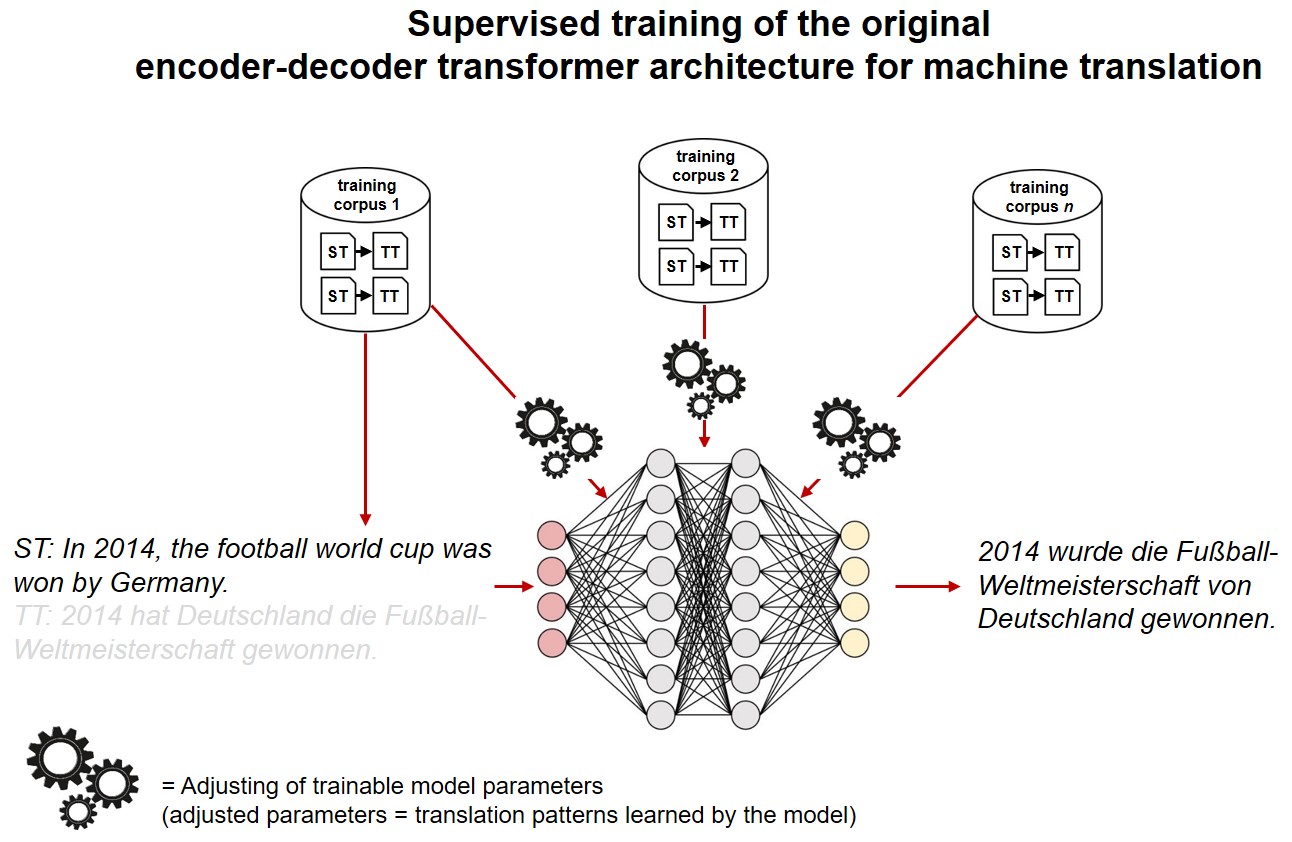 Supervised training of the original
encoder-decoder transformer architecture for machine translation
training
corpus 1
ST
TT
ST
TT
training
corpus 2
ST
TT
ST
TT
training
corpus n
ST
TT
ST
TT
ST: In 2014, the football world cup was
won by Germany.
TT: 2014 hat Deutschland die Fußball-
Weltmeisterschaft gewonnen.
2014 wurde die Fußball-
Weltmeisterschaft von
Deutschland gewonnen.
= Adjusting of trainable model parameters
(adjusted parameters = translation patterns learned by the model)